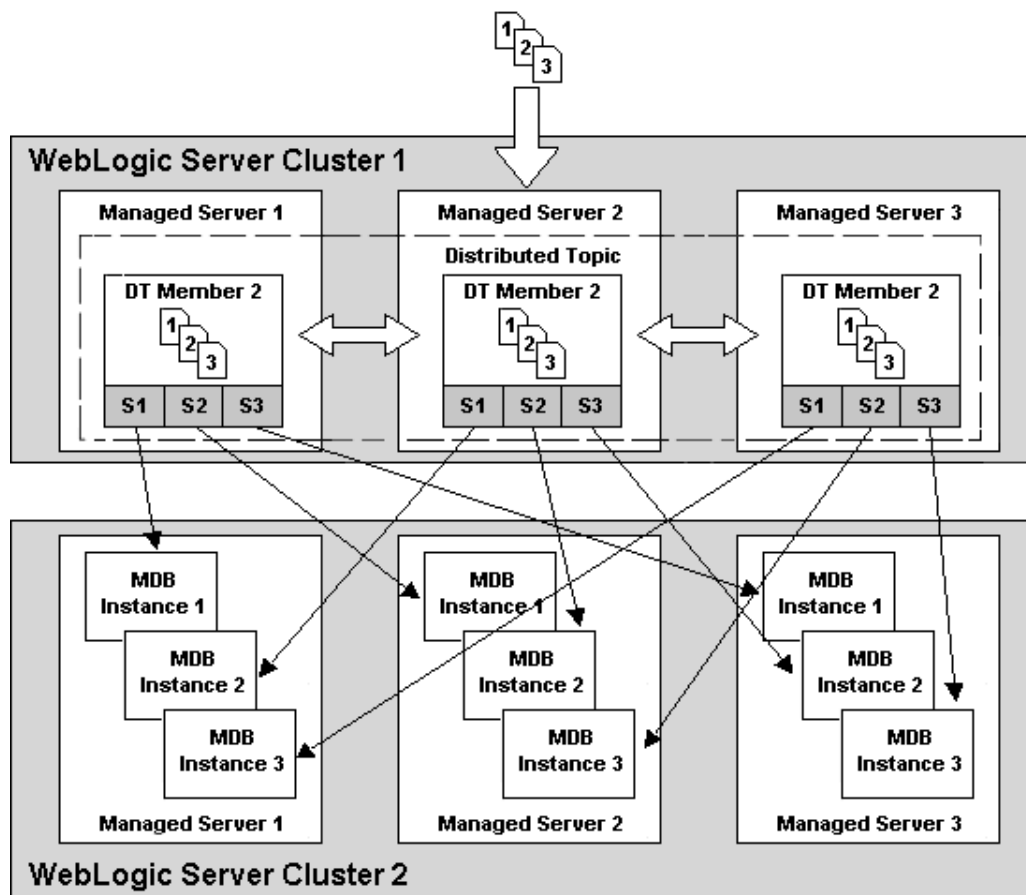 1
2
3
WebLogic Server Cluster 1
Managed Server 1
Managed Server 2
Managed Server 3
Distributed Topic
DT Member 2
1
2
3
S1 S2 S3
DT Member 2
1
2
3
S1 S2 S3
DT Member 2
1
2
3
S1 S2 S3
MDB
Instance 1
MDB
Instance 2
MDB
Instance 3
Managed Server 1
MDB
Instance 1
MDB
Instance 2
MDB
Instance 3
Managed Server 2
MDB
Instance 1
MDB
Instance 2
MDB
Instance 3
Managed Server 3
WebLogic Server Cluster 2